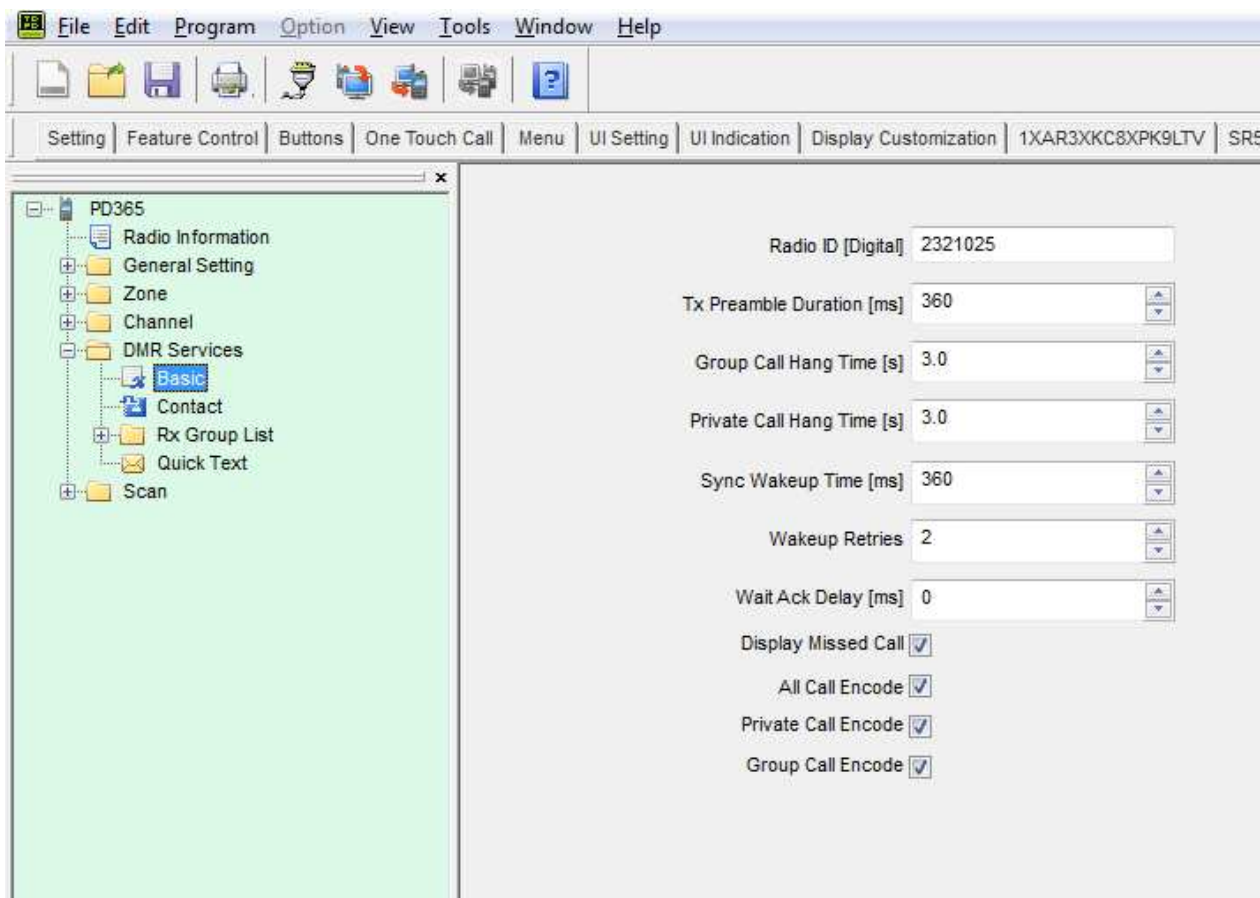 File Edit Program Option View Tools Window Help
Setting Feature Control Buttons One Touch Call Menu UI Setting UI Indication Display Customization 1XAR3XKC8XPK9LTV SR5
PD365
Radio Information
General Setting
Zone
Channel
DMR Services
Basic
Contact
Rx Group List
Quick Text
Scan
Radio ID [Digital] 2321025
Tx Preamble Duration [ms] 360
Group Call Hang Time [s] 3.0
Private Call Hang Time [s] 3.0
Sync Wakeup Time [ms] 360
Wakeup Retries 2
Wait Ack Delay [ms] 0
Display Missed Call
All Call Encode
Private Call Encode
Group Call Encode